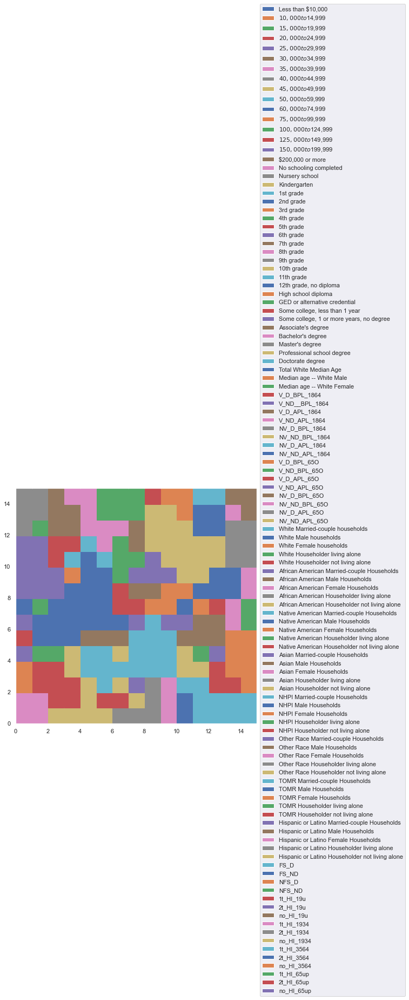 Less than $10,000
10,000to14,999
15,000to19,999
20,000to24,999
25,000to29,999
30,000to34,999
35,000to39,999
40,000to44,999
45,000to49,999
50,000to59,999
60,000to74,999
75,000to99,999
100,000to124,999
125,000to149,999
150,000to199,999
$200,000 or more
No schooling completed
Nursery school
Kindergarten
1st grade
2nd grade
3rd grade
4th grade
5th grade
6th grade
7th grade
8th grade
9th grade
10th grade
11th grade
12th grade, no diploma
High school diploma
GED or alternative credential
Some college, less than 1 year
Some college, 1 or more years, no degree
Associate's degree
Bachelor's degree
Master's degree
Professional school degree
Doctorate degree
Total White Median Age
Median age -- White Male
Median age -- White Female
V_D_BPL_1864
V_ND__BPL_1864
V_D_APL_1864
V_ND_APL_1864
NV_D_BPL_1864
NV_ND_BPL_1864
NV_D_APL_1864
NV_ND_APL_1864
V_D_BPL_65O
V_ND_BPL_65O
V_D_APL_65O
V_ND_APL_65O
NV_D_BPL_65O
NV_ND_BPL_65O
NV_D_APL_65O
NV_ND_APL_65O
White Married-couple households
White Male households
White Female households
White Householder living alone
White Householder not living alone
African American Married-couple Households
African American Male Households
African American Female Households
African American Householder living alone
African American Householder not living alone
Native American Married-couple Households
Native American Male Households
Native American Female Households
Native American Householder living alone
Native American Householder not living alone
Asian Married-couple Households
Asian Male Households
Asian Female Households
Asian Householder living alone
Asian Householder not living alone
NHPI Married-couple Households
NHPI Male Households
NHPI Female Households
NHPI Householder living alone
NHPI Householder not living alone
Other Race Married-couple Households
Other Race Male Households
Other Race Female Households
Other Race Householder living alone
Other Race Householder not living alone
TOMR Married-couple Households
TOMR Male Households
TOMR Female Households
TOMR Householder living alone
TOMR Householder not living alone
Hispanic or Latino Married-couple Households
Hispanic or Latino Male Households
Hispanic or Latino Female Households
Hispanic or Latino Householder living alone
Hispanic or Latino Householder not living alone
FS_D
FS_ND
NFS_D
NFS_ND
1t_HI_19u
2t_HI_19u
no_HI_19u
1t_HI_1934
2t_HI_1934
no_HI_1934
1t_HI_3564
2t_HI_3564
no_HI_3564
1t_HI_65up
2t_HI_65up
no_HI_65up
14
12
10
8
6
4
2
0
0 2 4 6 8 10 12 14